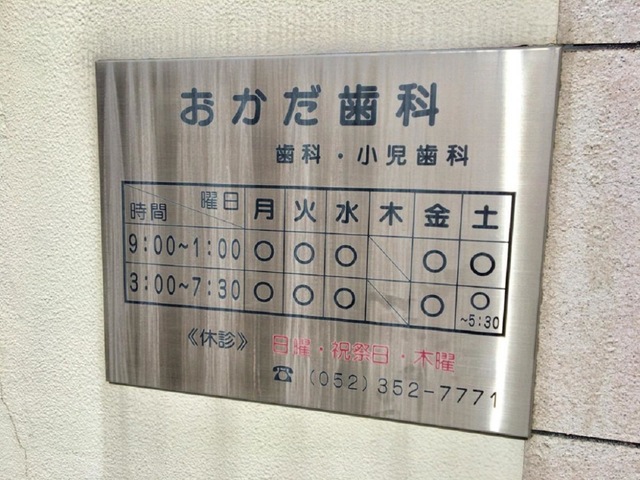 おかだ歯科
歯科・小児歯科
時間 曜日 月 火 水 木 金 土
9:00~1:00 ○ ○ ○ ＼ ○ ○
3:00~7:30 ○ ○ ○ ＼ ○ ○ ~5:30
《休診》 日曜・祝祭日・木曜
☎ (052)352-7771